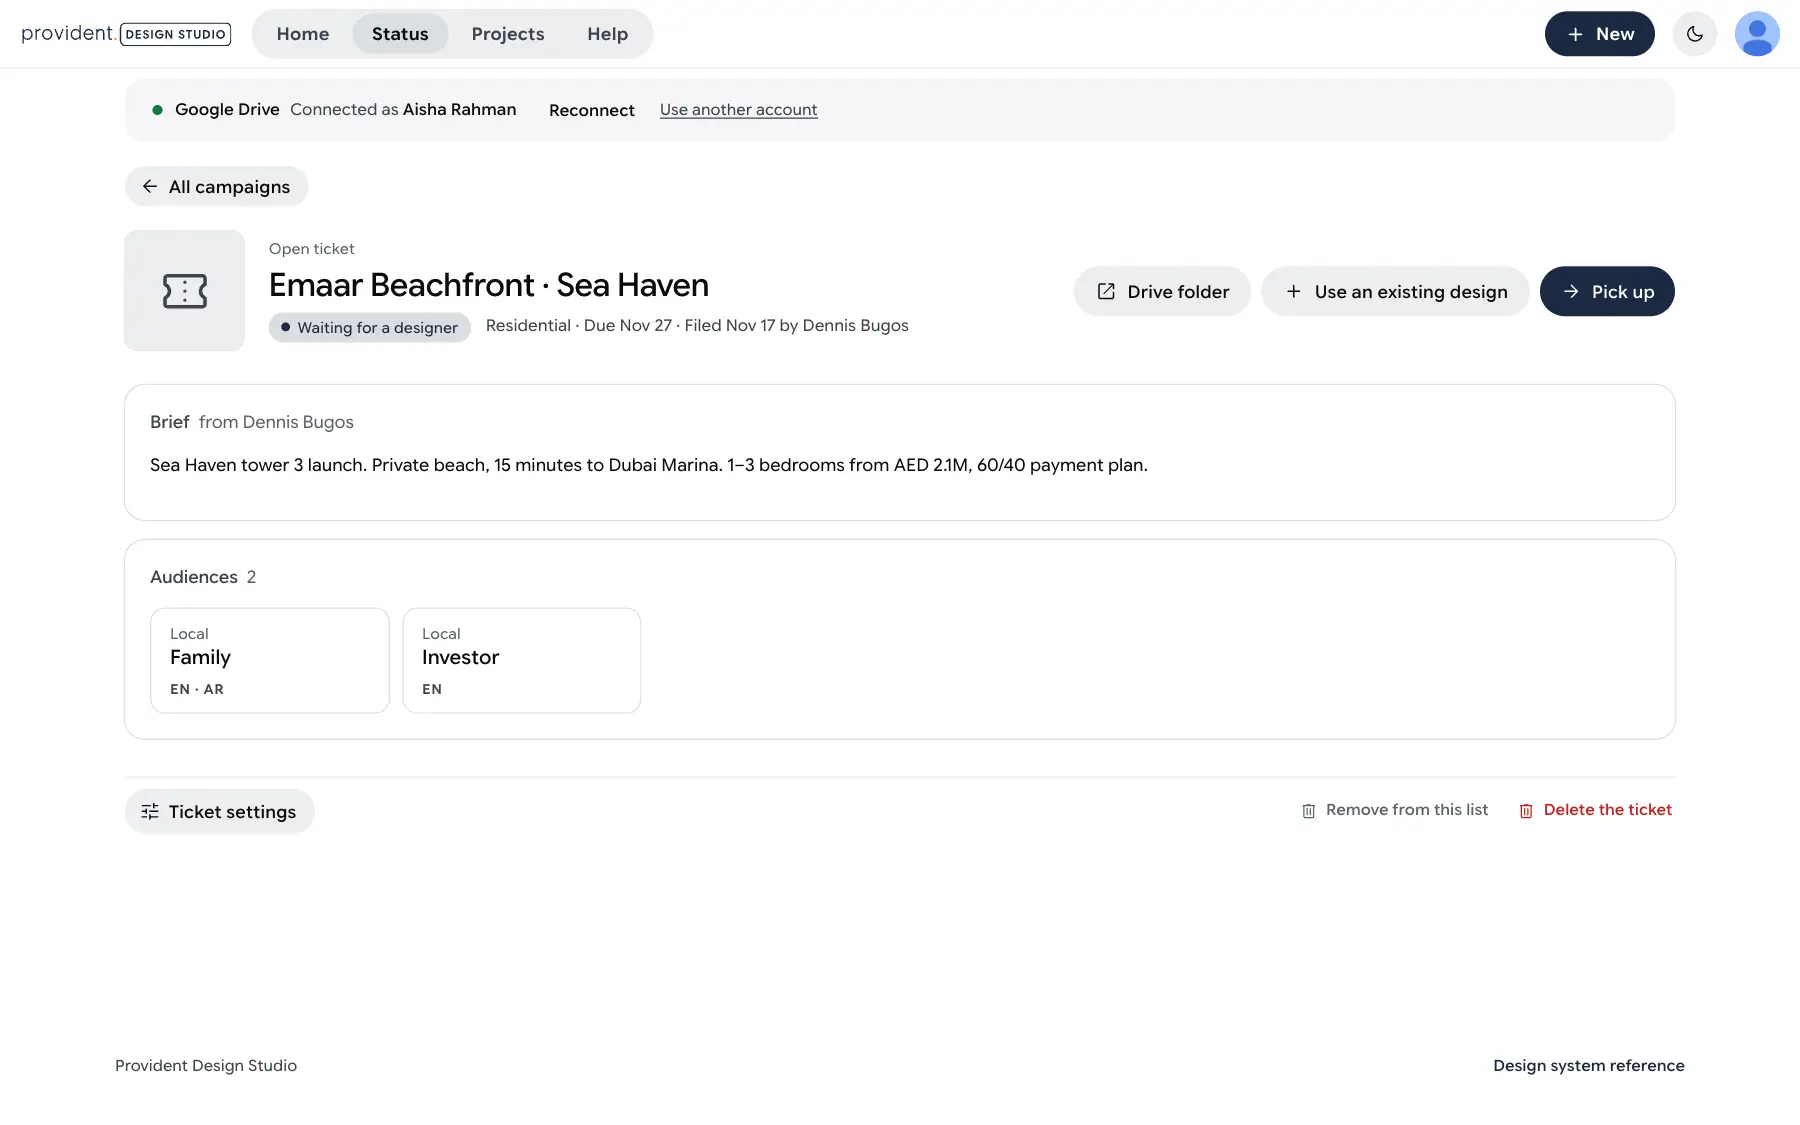 provident. DESIGN STUDIO
Home
Status
Projects
Help
New
Google Drive Connected as Aisha Rahman
Reconnect
Use another account
All campaigns
Open ticket
Emaar Beachfront · Sea Haven
Waiting for a designer
Residential · Due Nov 27 · Filed Nov 17 by Dennis Bugos
Drive folder
Use an existing design
Pick up
Brief from Dennis Bugos
Sea Haven tower 3 launch. Private beach, 15 minutes to Dubai Marina. 1–3 bedrooms from AED 2.1M, 60/40 payment plan.
Audiences 2
Local
Family
EN · AR
Local
Investor
EN
Ticket settings
Remove from this list
Delete the ticket
Provident Design Studio
Design system reference